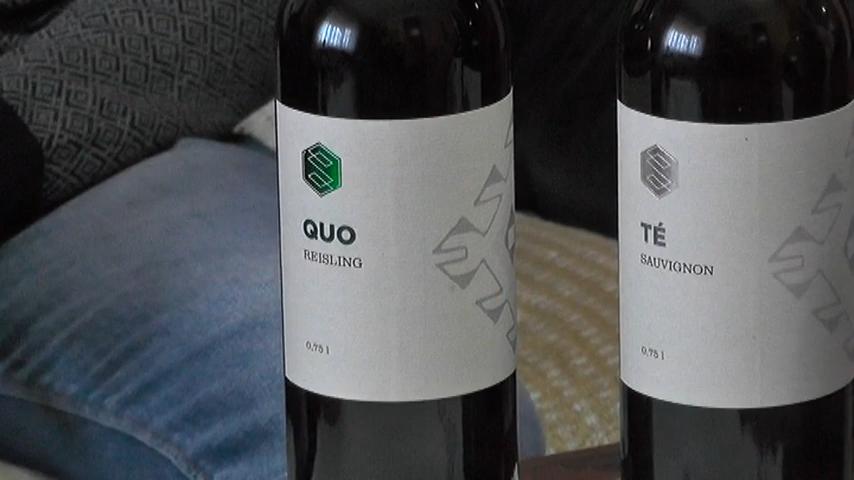 QUO
REISLING
0,75 l
TÉ
SAUVIGNON
0,75 l